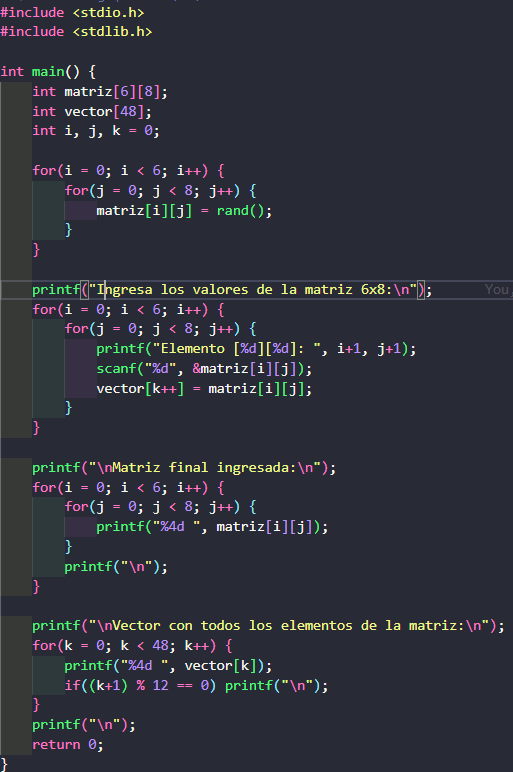 #include <stdio.h>
#include <stdlib.h>

int main() {
    int matriz[6][8];
    int vector[48];
    int i, j, k = 0;

    for(i = 0; i < 6; i++) {
        for(j = 0; j < 8; j++) {
            matriz[i][j] = rand();
        }
    }

    printf("Ingresa los valores de la matriz 6x8:\n"); You,
    for(i = 0; i < 6; i++) {
        for(j = 0; j < 8; j++) {
            printf("Elemento [%d][%d]: ", i+1, j+1);
            scanf("%d", &matriz[i][j]);
            vector[k++] = matriz[i][j];
        }
    }

    printf("\nMatriz final ingresada:\n");
    for(i = 0; i < 6; i++) {
        for(j = 0; j < 8; j++) {
            printf("%4d ", matriz[i][j]);
        }
        printf("\n");
    }

    printf("\nVector con todos los elementos de la matriz:\n");
    for(k = 0; k < 48; k++) {
        printf("%4d ", vector[k]);
        if((k+1) % 12 == 0) printf("\n");
    }
    printf("\n");
    return 0;
}